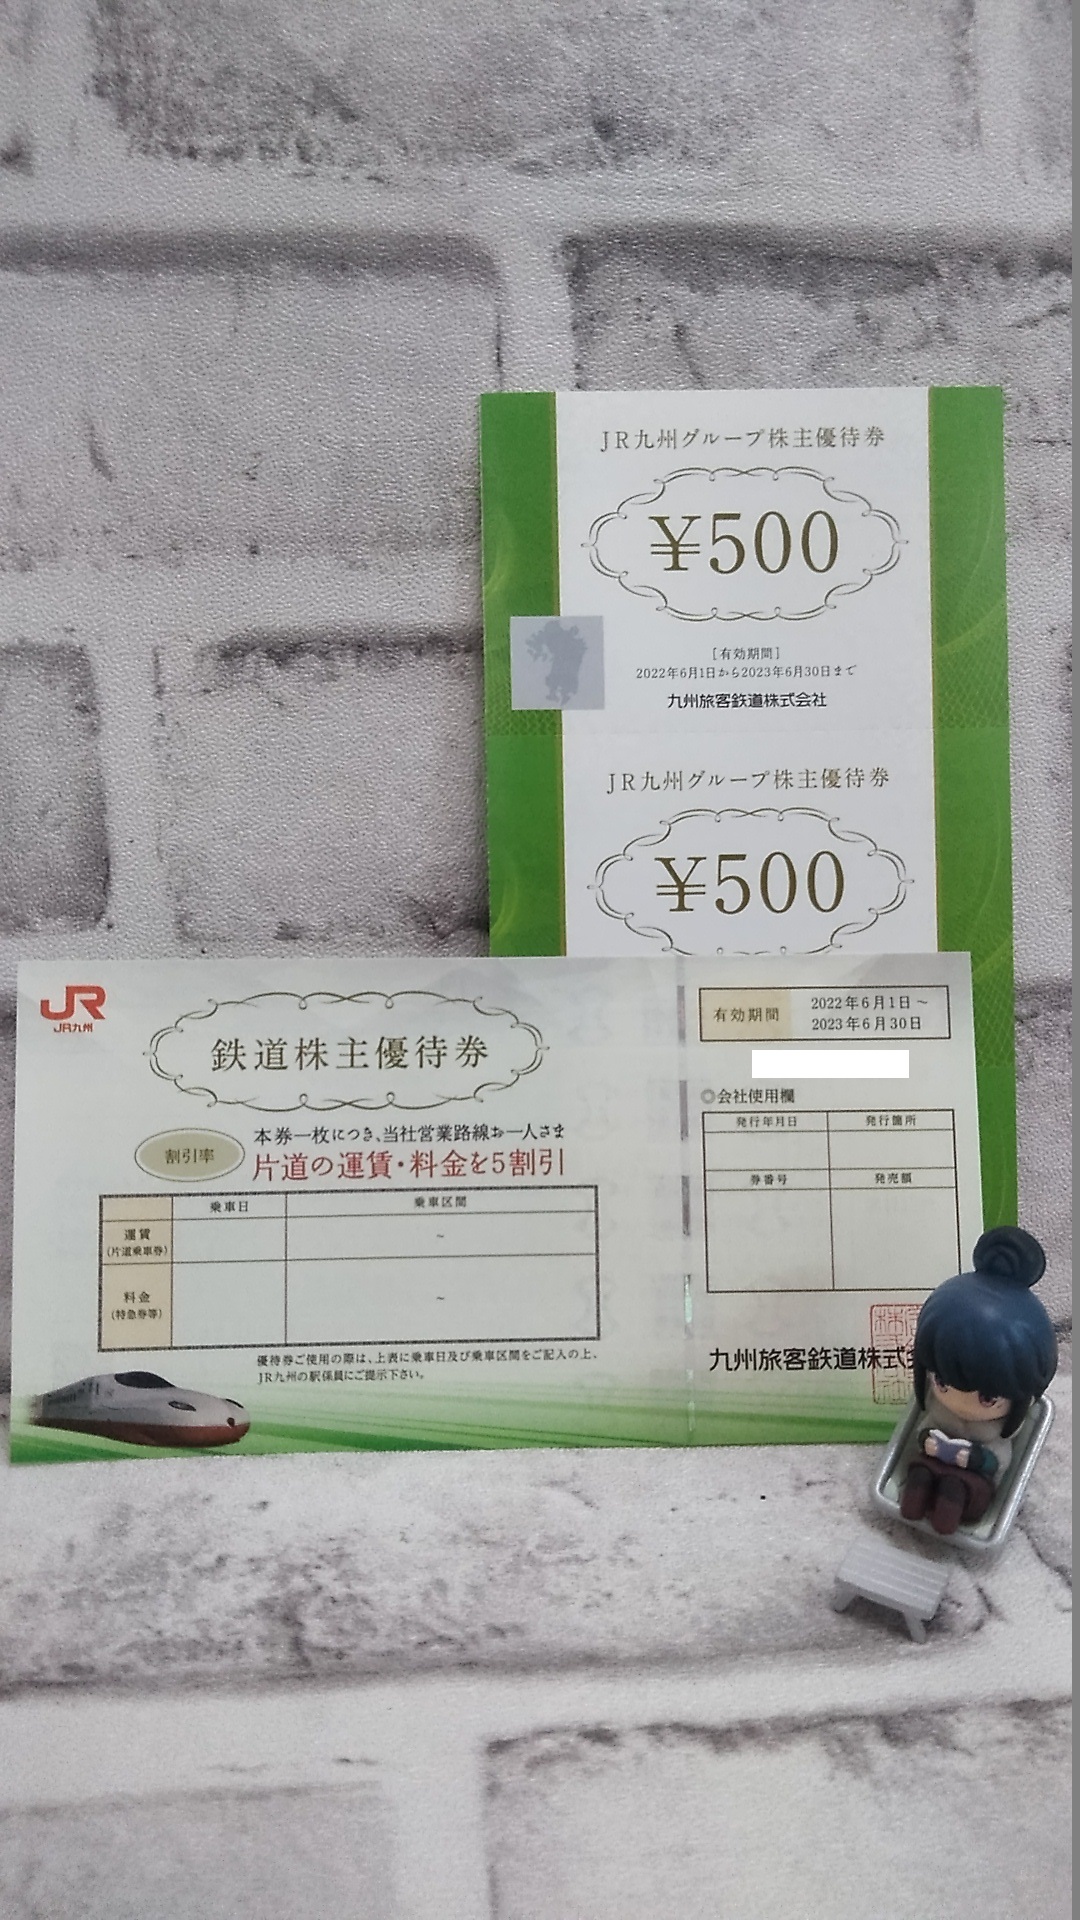 JR九州グループ株主優待券
¥500
［有効期間］
2022年6月1日から2023年6月30日まで
九州旅客鉄道株式会社
JR九州グループ株主優待券
¥500
JR
JR九州
鉄道株主優待券
割引率
本券一枚につき、当社営業路線お一人さま
片道の運賃・料金を5割引
乗車日 乗車区間
運賃
(片道乗車券)
~
料金
(特急券等)
~
優待券ご使用の際は、上表に乗車日及び乗車区間をご記入の上、
JR九州の駅係員にご提示下さい。
有効期間
2022年6月1日~
2023年6月30日
◎会社使用欄
発行年月日 発行箇所
券番号 発売額
九州旅客鉄道株式